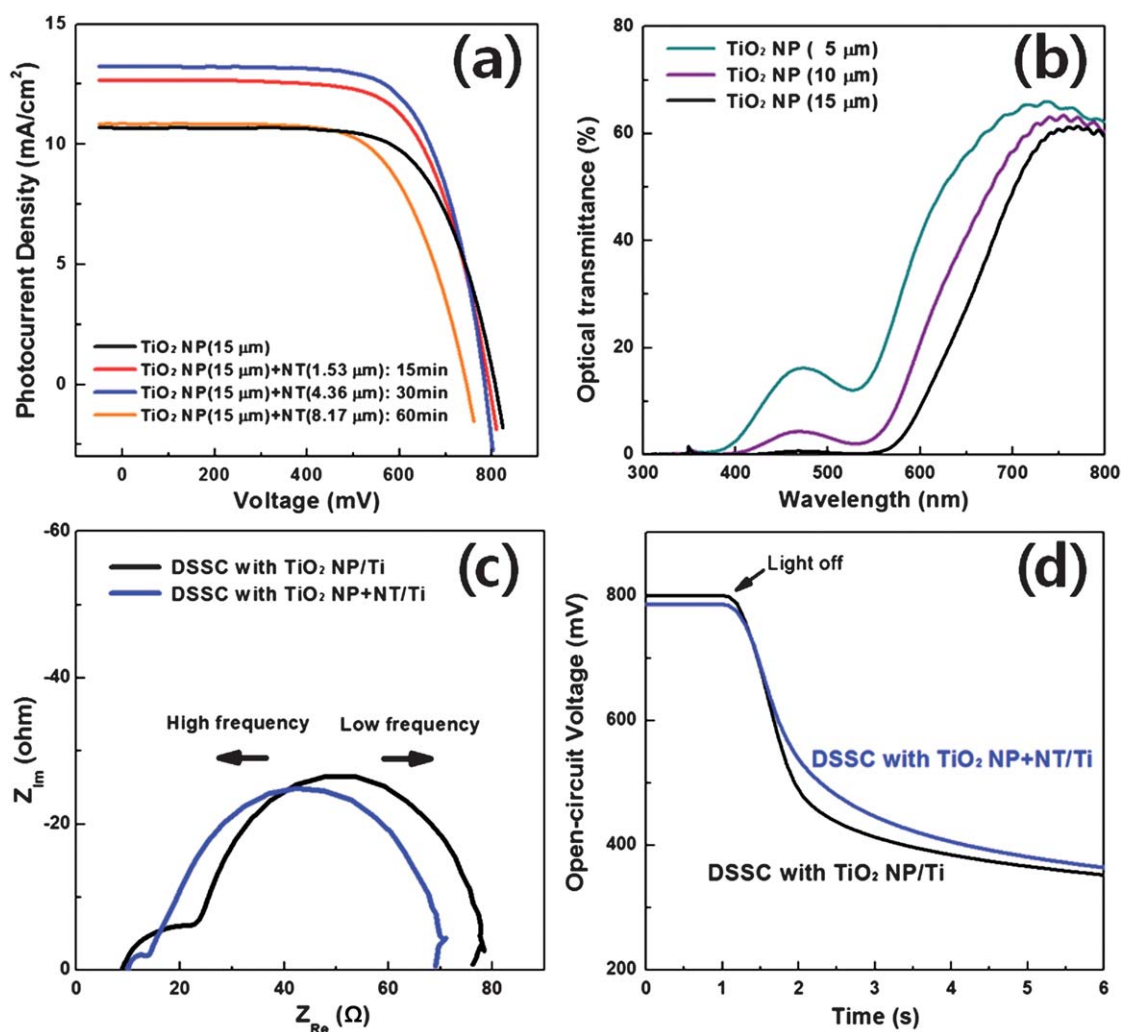 (a)
15
10
5
0
Photocurrent Density (mA/cm²)
TiO₂ NP(15 μm)
TiO₂ NP(15 μm)+NT(1.53 μm): 15min
TiO₂ NP(15 μm)+NT(4.36 μm): 30min
TiO₂ NP(15 μm)+NT(8.17 μm): 60min
0 200 400 600 800
Voltage (mV)
(b)
80
60
40
20
0
Optical transmittance (%)
TiO₂ NP ( 5 μm)
TiO₂ NP (10 μm)
TiO₂ NP (15 μm)
300 400 500 600 700 800
Wavelength (nm)
(c)
-60
-40
-20
0
Z_Im (ohm)
DSSC with TiO₂ NP/Ti
DSSC with TiO₂ NP+NT/Ti
High frequency
Low frequency
0 20 40 60 80
Z_Re (Ω)
(d)
800
600
400
200
Open-circuit Voltage (mV)
Light off
DSSC with TiO₂ NP+NT/Ti
DSSC with TiO₂ NP/Ti
0 1 2 3 4 5 6
Time (s)